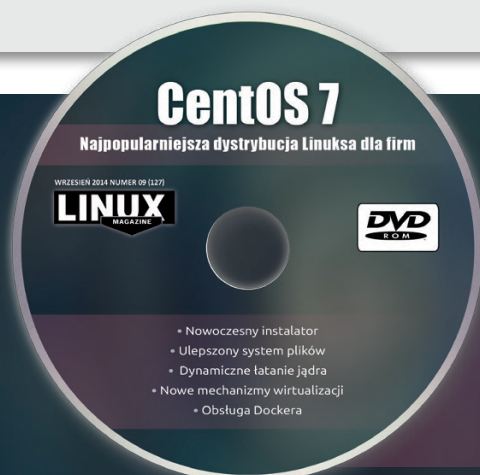 CentOS 7
Najpopularniejsza dystrybucja Linuksa dla firm
WRZESIEŃ 2014 NUMER 09 (127)
LINUX
MAGAZINE
DVD
ROM
• Nowoczesny instalator
• Ulepszony system plików
• Dynamiczne łatanie jądra
• Nowe mechanizmy wirtualizacji
• Obsługa Dockera